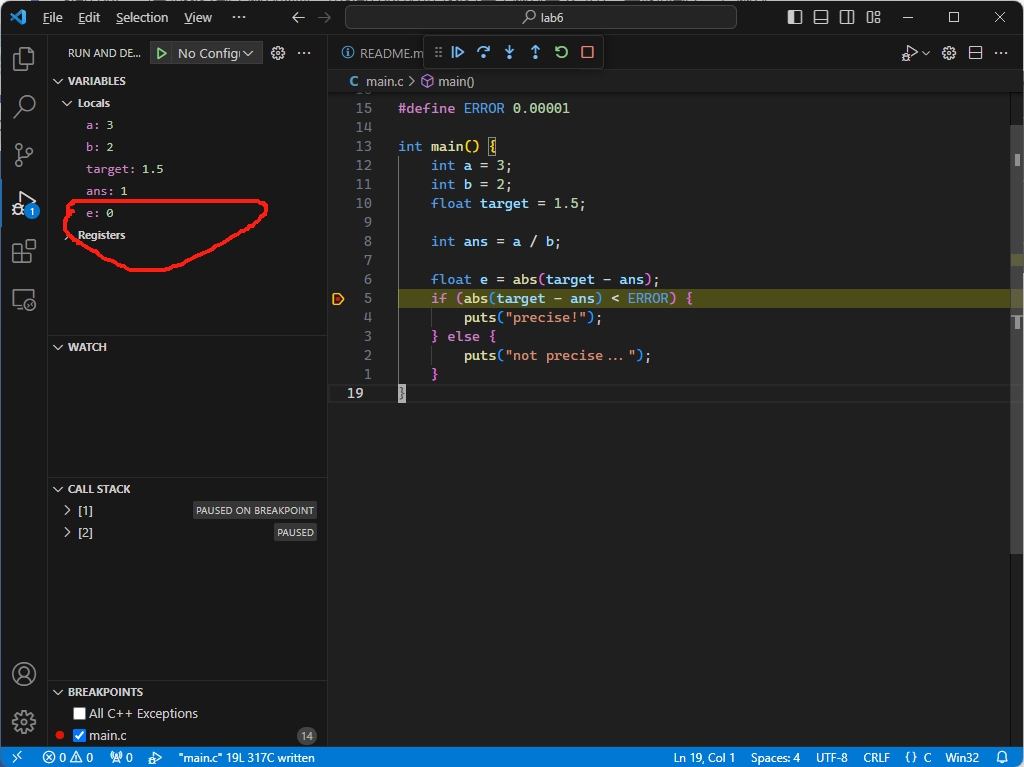 File Edit Selection View ··· lab6
RUN AND DE... No Config ···
README.m
VARIABLES
Locals
a: 3
b: 2
target: 1.5
ans: 1
e: 0
Registers
WATCH
CALL STACK
[1] PAUSED ON BREAKPOINT
[2] PAUSED
BREAKPOINTS
All C++ Exceptions
main.c 14
1
C main.c > main()
15 #define ERROR 0.00001
14
13 int main() {
12 int a = 3;
11 int b = 2;
10 float target = 1.5;
9
8 int ans = a / b;
7
6 float e = abs(target - ans);
5 if (abs(target - ans) < ERROR) {
4 puts("precise!");
3 } else {
2 puts("not precise...");
1 }
19 }
0 0 0 "main.c" 19L 317C written Ln 19, Col 1 Spaces: 4 UTF-8 CRLF {} C Win32